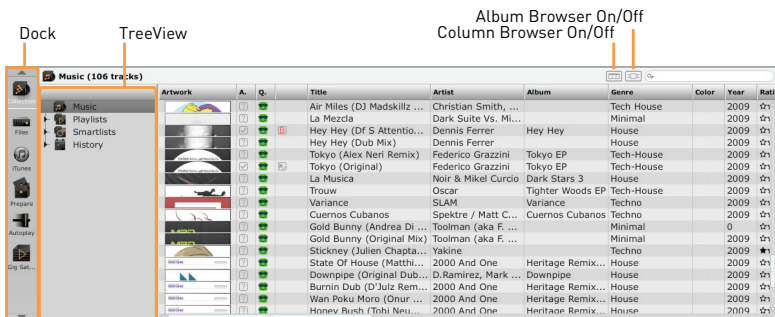 Album Browser On/Off
Dock TreeView Column Browser On/Off
Music (106 tracks)
Artwork A. Q. Title Artist Album Genre Color Year Rati
Collection
Files
iTunes
Prepare
Autoplay
Gig Set...
Music
Playlists
Smartlists
History
Air Miles (DJ Madskillz ... Christian Smith, ... Tech House 2009
La Mezcla Dark Suite Vs. Mi... Minimal 2009
Hey Hey (Df S Attentio... Dennis Ferrer Hey Hey House 2009
Hey Hey (Dub Mix) Dennis Ferrer House 2009
Tokyo (Alex Neri Remix) Federico Grazzini Tokyo EP Tech-House 2009
Tokyo (Original) Federico Grazzini Tokyo EP Tech-House 2009
La Musica Noir & Mikel Curcio Dark Stars 3 House 2009
Trouw Oscar Tighter Woods EP Tech-House 2009
Variance SLAM Variance Techno 2009
Cuernos Cubanos Spektre / Matt C... Cuernos Cubanos Techno 2009
Gold Bunny (Andrea Di ... Toolman (aka F. ... Minimal 0
Gold Bunny (Original Mix) Toolman (aka F. ... Minimal 2009
Stickney (Julien Chapta... Yakine Techno 2009
State Of House (Matthi... 2000 And One Heritage Remix... House 2009
Downpipe (Original Dub... D.Ramirez, Mark ... Downpipe House 2009
Burnin Dub (D'Julz Rem... 2000 And One Heritage Remix... House 2009
Wan Poku Moro (Onur ... 2000 And One Heritage Remix... House 2009
Honey Bush (Tobi Neu... 2000 And One Heritage Remix... House 2009